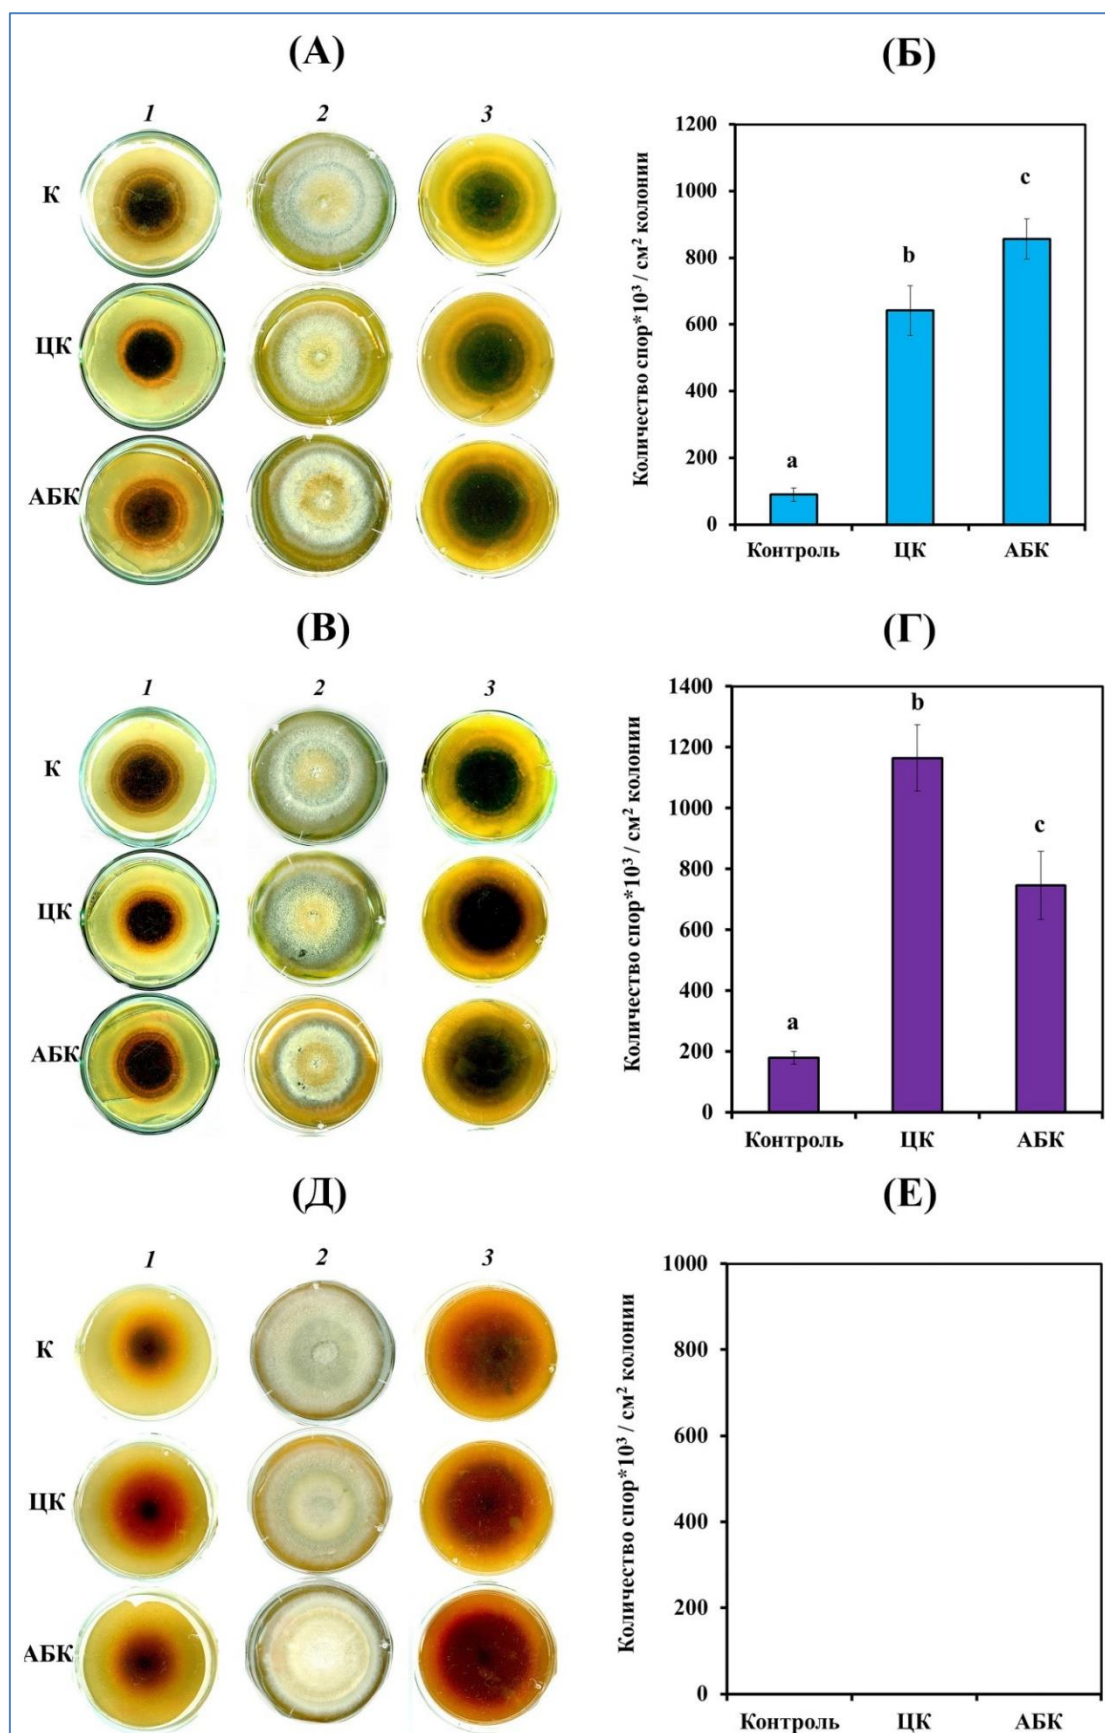 (А)
1 2 3
К
ЦК
АБК
(Б)
Количество спор*10³ / см² колонии
1200
1000
800
600
400
200
0
a
b
c
Контроль ЦК АБК
(В)
1 2 3
К
ЦК
АБК
(Г)
Количество спор*10³ / см² колонии
1400
1200
1000
800
600
400
200
0
a
b
c
Контроль ЦК АБК
(Д)
1 2 3
К
ЦК
АБК
(Е)
Количество спор*10³ / см² колонии
1000
800
600
400
200
0
Контроль ЦК АБК